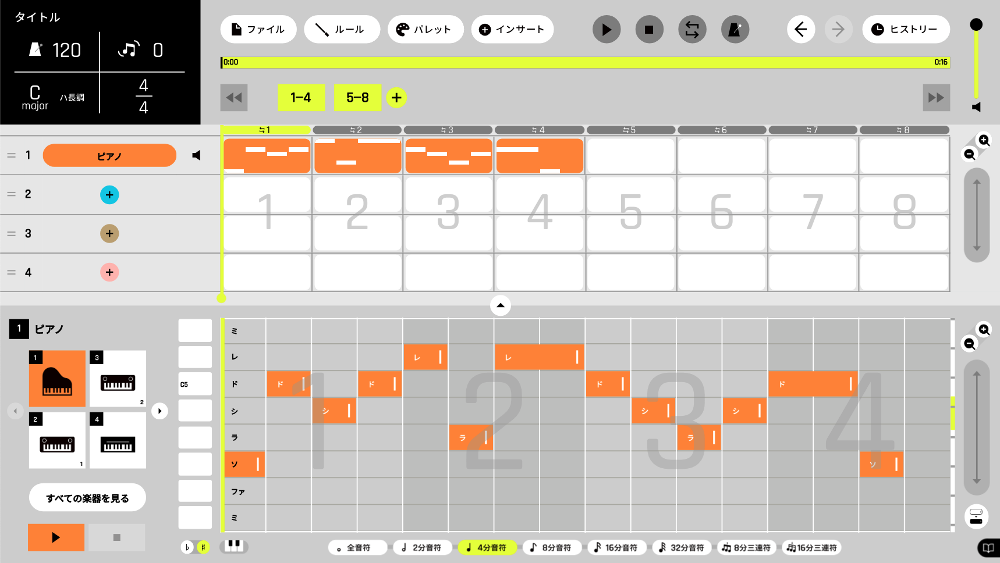 タイトル
120
0
C
major
ハ長調
4
4
ファイル
ルール
パレット
インサート
ヒストリー
0:00
0:16
1–4
5–8
1
2
3
4
5
6
7
8
1
ピアノ
2
3
4
1
2
3
4
5
6
7
8
1
ピアノ
1
3
2
2
1
4
すべての楽器を見る
C5
ミ
レ
レ
レ
ド
ド
ド
ド
ド
シ
シ
シ
シ
ラ
ラ
ラ
ソ
ソ
ファ
ミ
1
2
3
4
♭
♯
全音符
2分音符
4分音符
8分音符
16分音符
32分音符
8分三連符
16分三連符